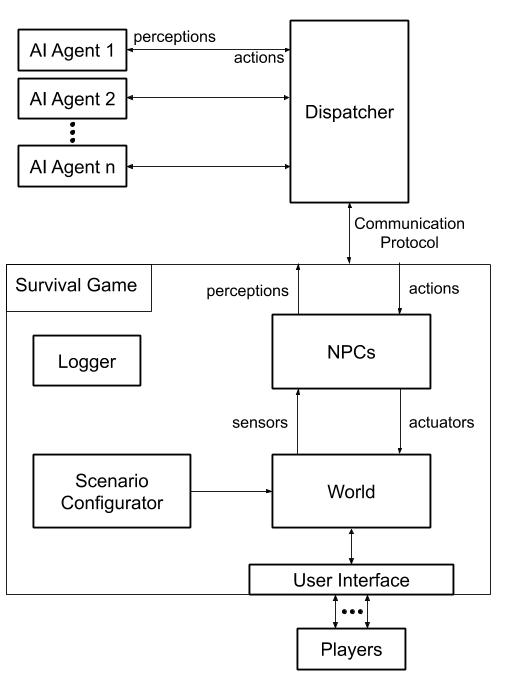 AI Agent 1
perceptions
actions
AI Agent 2
Dispatcher
AI Agent n
Communication
Protocol
Survival Game
perceptions
actions
NPCs
Logger
sensors
actuators
Scenario
Configurator
World
User Interface
Players